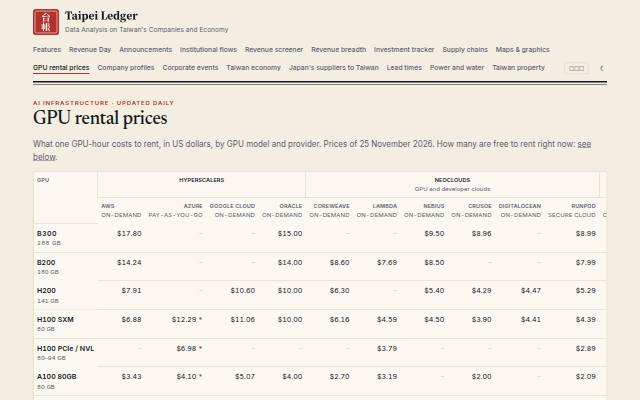 台報
Taipei Ledger
Data Analysis on Taiwan's Companies and Economy
Features Revenue Day Announcements Institutional flows Revenue screener Revenue breadth Investment tracker Supply chains Maps & graphics
GPU rental prices Company profiles Corporate events Taiwan economy Japan's suppliers to Taiwan Lead times Power and water Taiwan property
AI INFRASTRUCTURE · UPDATED DAILY
GPU rental prices
What one GPU-hour costs to rent, in US dollars, by GPU model and provider. Prices of 25 November 2026. How many are free to rent right now: see
below.
GPU HYPERSCALERS NEOCLOUDS
GPU and developer clouds
AWS AZURE GOOGLE CLOUD ORACLE COREWEAVE LAMBDA NEBIUS CRUSOE DIGITALOCEAN RUNPOD
ON-DEMAND PAY-AS-YOU-GO ON-DEMAND ON-DEMAND ON-DEMAND ON-DEMAND ON-DEMAND ON-DEMAND ON-DEMAND SECURE CLOUD
B300 $17.80 – – $15.00 – – $9.50 $8.96 – $8.99
288 GB
B200 $14.24 – – $14.00 $8.60 $7.69 $8.50 – – $7.99
180 GB
H200 $7.91 – $10.60 $10.00 $6.30 – $5.40 $4.29 $4.47 $5.29
141 GB
H100 SXM $6.88 $12.29 * $11.06 $10.00 $6.16 $4.59 $4.50 $3.90 $4.41 $4.39
80 GB
H100 PCIe / NVL – $6.98 * – – – $3.79 – – – $2.89
80–94 GB
A100 80GB $3.43 $4.10 * $5.07 $4.00 $2.70 $3.19 – $2.00 – $2.09
80 GB